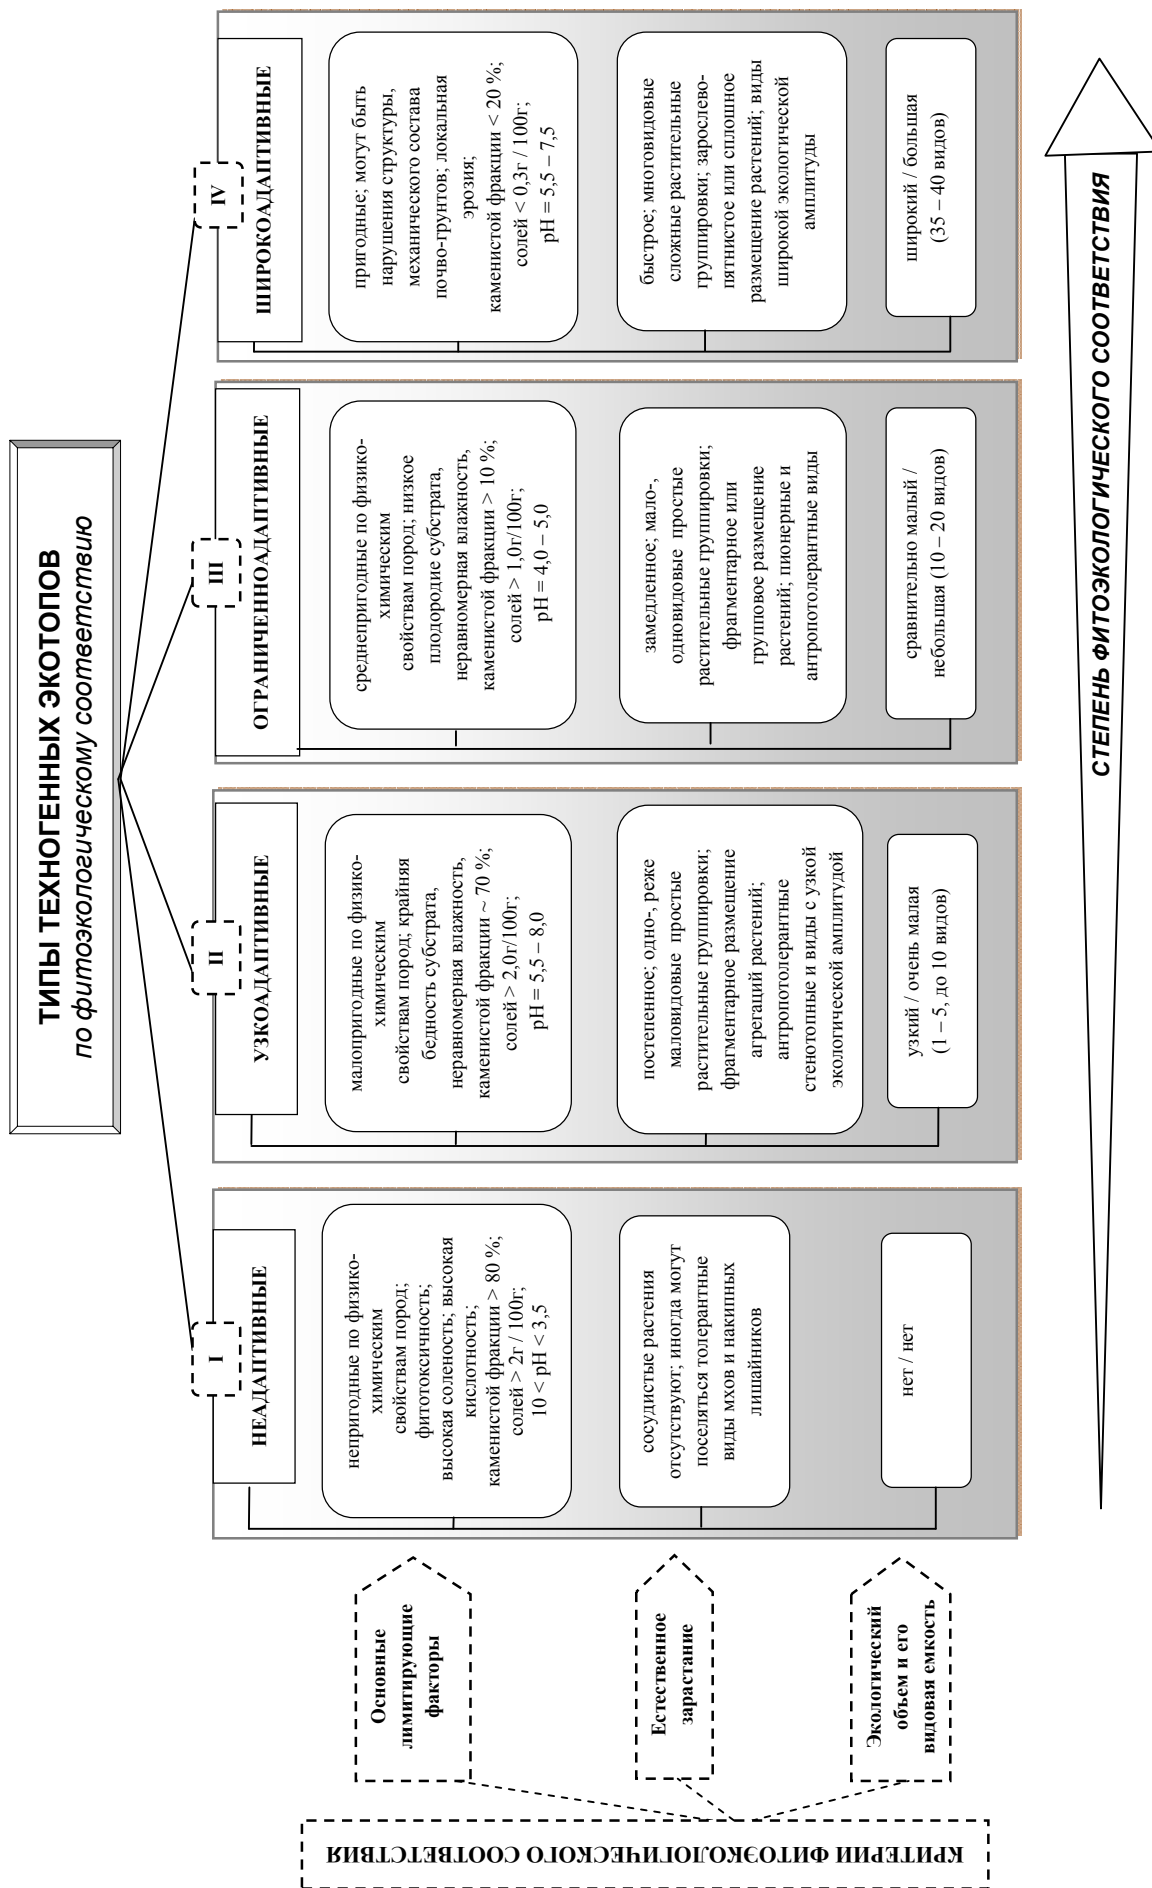 ТИПЫ ТЕХНОГЕННЫХ ЭКОТОПОВ
по фитоэкологическому соответствию
I
НЕАДАПТИВНЫЕ
непригодные по физико-
химическим
свойствам пород;
фитотоксичность;
высокая соленость; высокая
кислотность;
каменистой фракции > 80 %;
солей > 2г / 100г;
10 < pH < 3,5
сосудистые растения
отсутствуют; иногда могут
поселяться толерантные
виды мхов и накипных
лишайников
нет / нет
II
УЗКОАДАПТИВНЫЕ
малопригодные по физико-
химическим
свойствам пород; крайняя
бедность субстрата,
неравномерная влажность,
каменистой фракции ~ 70 %;
солей > 2,0г/100г;
pH = 5,5 – 8,0
постепенное; одно-, реже
маловидовые простые
растительные группировки;
фрагментарное размещение
агрегаций растений;
антропотолерантные
стенотопные и виды с узкой
экологической амплитудой
узкий / очень малая
(1 – 5, до 10 видов)
III
ОГРАНИЧЕННОАДАПТИВНЫЕ
среднепригодные по физико-
химическим
свойствам пород; низкое
плодородие субстрата,
неравномерная влажность,
каменистой фракции > 10 %;
солей > 1,0г/100г;
pH = 4,0 – 5,0
замедленное; мало-,
одновидовые простые
растительные группировки;
фрагментарное или
групповое размещение
растений; пионерные и
антропотолерантные виды
сравнительно малый /
небольшая (10 – 20 видов)
IV
ШИРОКОАДАПТИВНЫЕ
пригодные; могут быть
нарушения структуры,
механического состава
почво-грунтов; локальная
эрозия;
каменистой фракции < 20 %;
солей < 0,3г / 100г;
pH = 5,5 – 7,5
быстрое; многовидовые
сложные растительные
группировки; зарослево-
пятнистое или сплошное
размещение растений; виды
широкой экологической
амплитуды
широкий / большая
(35 – 40 видов)
КРИТЕРИИ ФИТОЭКОЛОГИЧЕСКОГО СООТВЕТСТВИЯ
Основные
лимитирующие
факторы
Естественное
зарастание
Экологический
объем и его
видовая емкость
СТЕПЕНЬ ФИТОЭКОЛОГИЧЕСКОГО СООТВЕТСТВИЯ